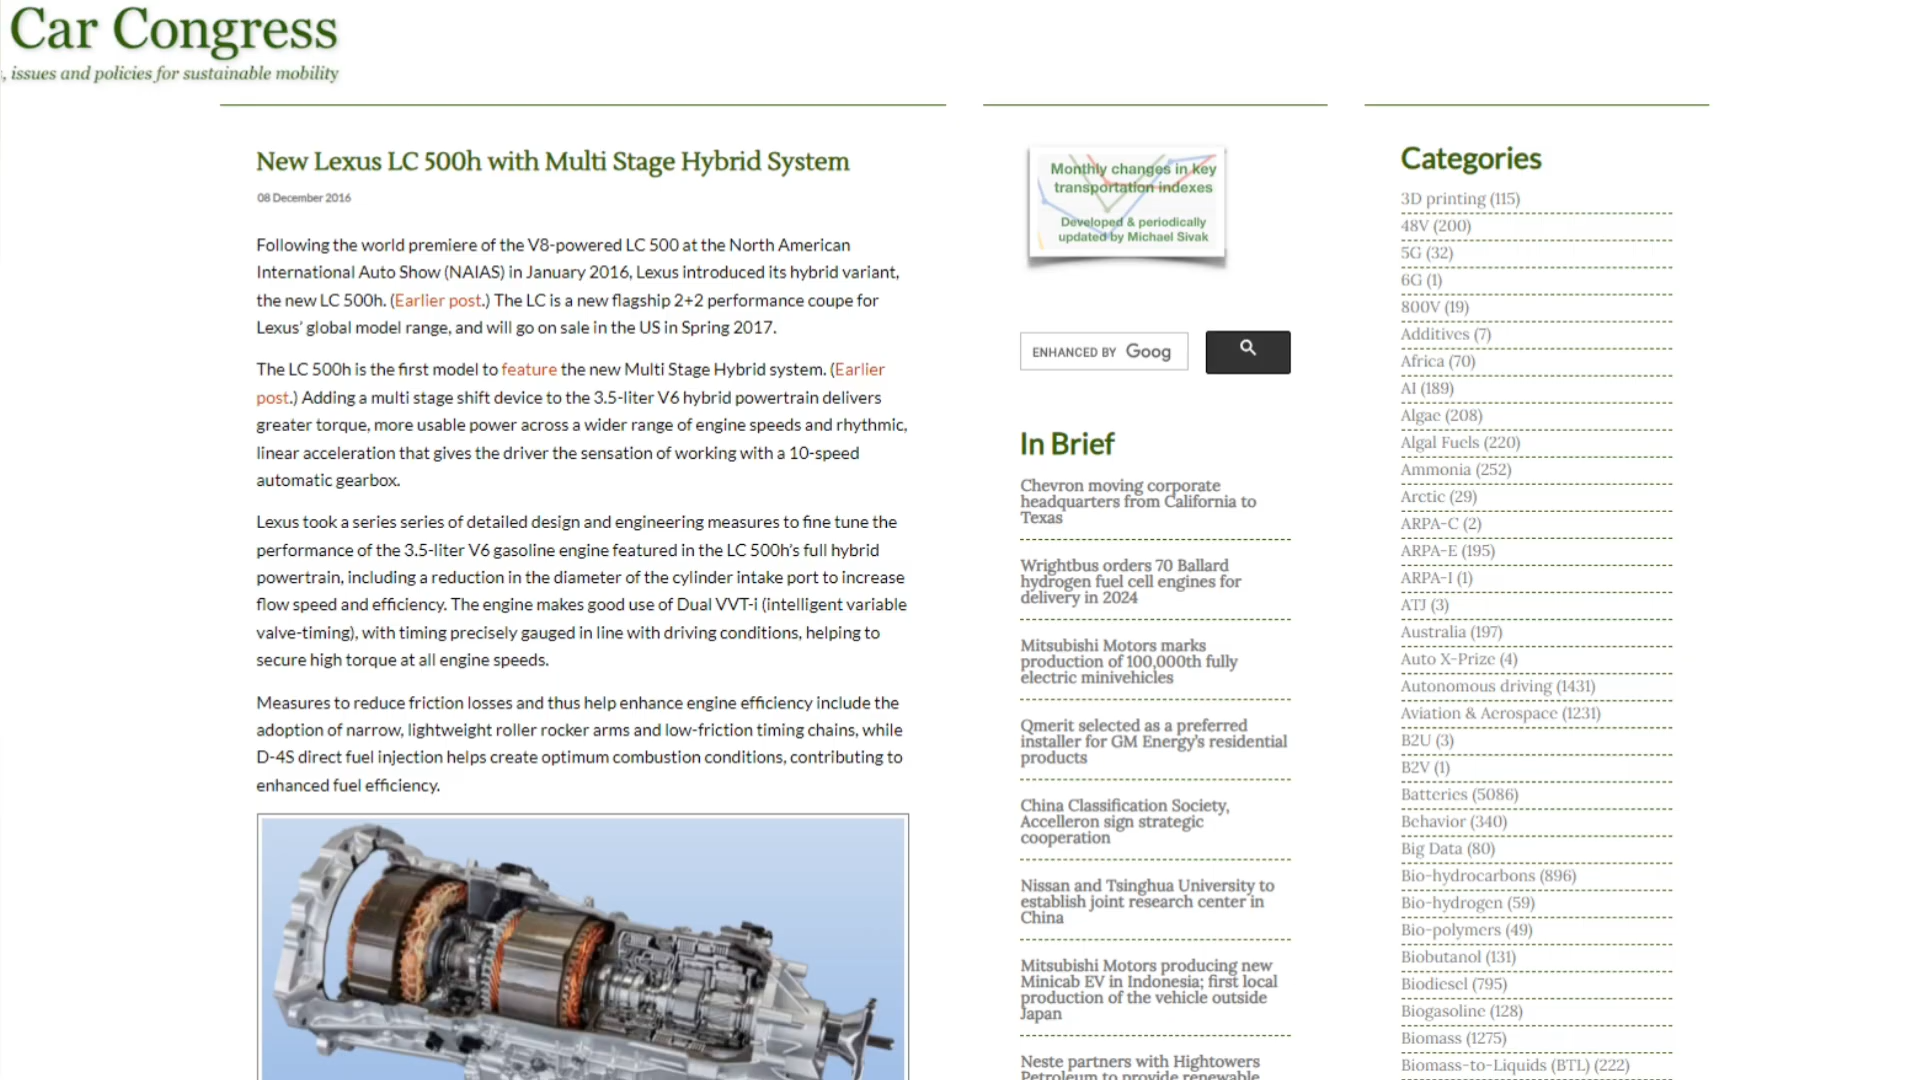 Car Congress
, issues and policies for sustainable mobility
New Lexus LC 500h with Multi Stage Hybrid System
08 December 2016
Following the world premiere of the V8-powered LC 500 at the North American
International Auto Show (NAIAS) in January 2016, Lexus introduced its hybrid variant,
the new LC 500h. (Earlier post.) The LC is a new flagship 2+2 performance coupe for
Lexus’ global model range, and will go on sale in the US in Spring 2017.
The LC 500h is the first model to feature the new Multi Stage Hybrid system. (Earlier
post.) Adding a multi stage shift device to the 3.5-liter V6 hybrid powertrain delivers
greater torque, more usable power across a wider range of engine speeds and rhythmic,
linear acceleration that gives the driver the sensation of working with a 10-speed
automatic gearbox.
Lexus took a series series of detailed design and engineering measures to fine tune the
performance of the 3.5-liter V6 gasoline engine featured in the LC 500h’s full hybrid
powertrain, including a reduction in the diameter of the cylinder intake port to increase
flow speed and efficiency. The engine makes good use of Dual VVT-i (intelligent variable
valve-timing), with timing precisely gauged in line with driving conditions, helping to
secure high torque at all engine speeds.
Measures to reduce friction losses and thus help enhance engine efficiency include the
adoption of narrow, lightweight roller rocker arms and low-friction timing chains, while
D-4S direct fuel injection helps create optimum combustion conditions, contributing to
enhanced fuel efficiency.
Monthly changes in key
transportation indexes
Developed & periodically
updated by Michael Sivak
ENHANCED BY Goog
In Brief
Chevron moving corporate
headquarters from California to
Texas
Wrightbus orders 70 Ballard
hydrogen fuel cell engines for
delivery in 2024
Mitsubishi Motors marks
production of 100,000th fully
electric minivehicles
Qmerit selected as a preferred
installer for GM Energy’s residential
products
China Classification Society,
Accelleron sign strategic
cooperation
Nissan and Tsinghua University to
establish joint research center in
China
Mitsubishi Motors producing new
Minicab EV in Indonesia; first local
production of the vehicle outside
Japan
Neste partners with Hightowers
Petroleum to provide renewable
Categories
3D printing (115)
48V (200)
5G (32)
6G (1)
800V (19)
Additives (7)
Africa (70)
AI (189)
Algae (208)
Algal Fuels (220)
Ammonia (252)
Arctic (29)
ARPA-C (2)
ARPA-E (195)
ARPA-I (1)
ATJ (3)
Australia (197)
Auto X-Prize (4)
Autonomous driving (1431)
Aviation & Aerospace (1231)
B2U (3)
B2V (1)
Batteries (5086)
Behavior (340)
Big Data (80)
Bio-hydrocarbons (896)
Bio-hydrogen (59)
Bio-polymers (49)
Biobutanol (131)
Biodiesel (795)
Biogasoline (128)
Biomass (1275)
Biomass-to-Liquids (BTL) (222)